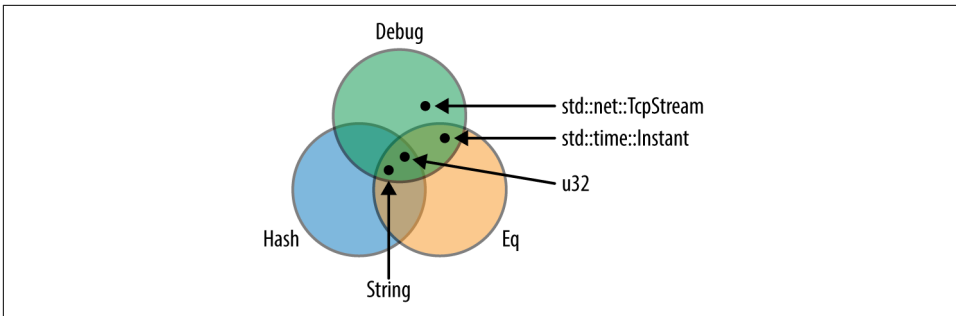 Debug
std::net::TcpStream
std::time::Instant
u32
Hash
Eq
String